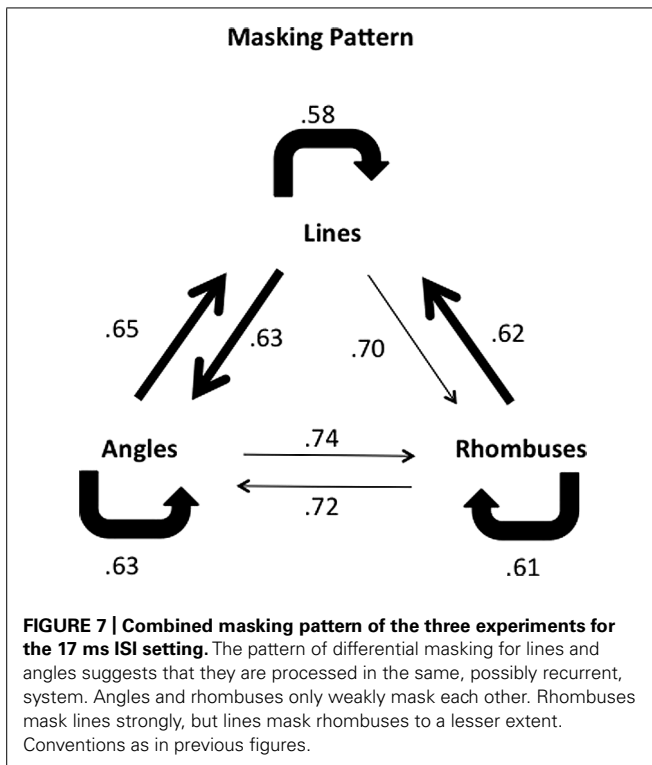 Masking Pattern
.58
Lines
.65
.63
.70
.62
Angles
.74
Rhombuses
.72
.63
.61
FIGURE 7 | Combined masking pattern of the three experiments for
the 17 ms ISI setting. The pattern of differential masking for lines and
angles suggests that they are processed in the same, possibly recurrent,
system. Angles and rhombuses only weakly mask each other. Rhombuses
mask lines strongly, but lines mask rhombuses to a lesser extent.
Conventions as in previous figures.